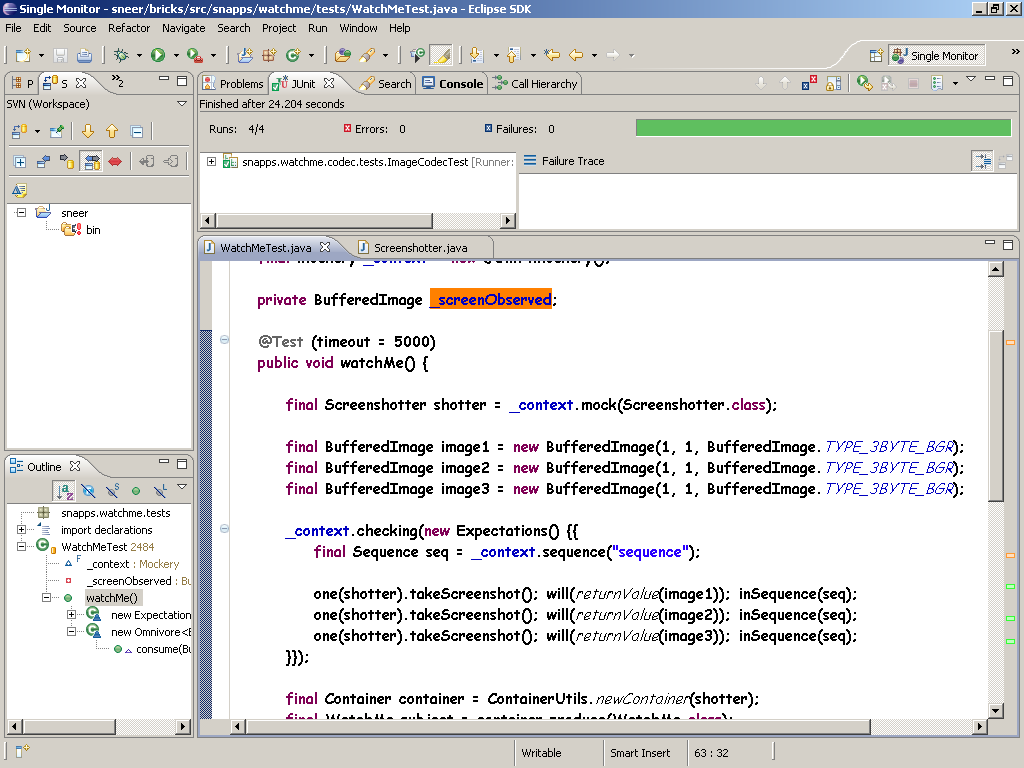 Single Monitor - sneer/bricks/src/snapps/watchme/tests/WatchMeTest.java - Eclipse SDK
File Edit Source Refactor Navigate Search Project Run Window Help
Single Monitor
P S 2
SVN (Workspace)
Problems JUnit Search Console Call Hierarchy
Finished after 24.204 seconds
Runs: 4/4 Errors: 0 Failures: 0
snapps.watchme.codec.tests.ImageCodecTest [Runner:
Failure Trace
sneer
bin
WatchMeTest.java Screenshotter.java
private BufferedImage _screenObserved;
@Test (timeout = 5000)
public void watchMe() {
final Screenshotter shotter = _context.mock(Screenshotter.class);
final BufferedImage image1 = new BufferedImage(1, 1, BufferedImage.TYPE_3BYTE_BGR);
final BufferedImage image2 = new BufferedImage(1, 1, BufferedImage.TYPE_3BYTE_BGR);
final BufferedImage image3 = new BufferedImage(1, 1, BufferedImage.TYPE_3BYTE_BGR);
_context.checking(new Expectations() {{
final Sequence seq = _context.sequence("sequence");
one(shotter).takeScreenshot(); will(returnValue(image1)); inSequence(seq);
one(shotter).takeScreenshot(); will(returnValue(image2)); inSequence(seq);
one(shotter).takeScreenshot(); will(returnValue(image3)); inSequence(seq);
}});
final Container container = ContainerUtils.newContainer(shotter);
final WatchMe subject = container.produce(WatchMe.class);
Outline
snapps.watchme.tests
import declarations
WatchMeTest 2484
_context : Mockery
_screenObserved : Bu
watchMe()
new Expectation
new Omnivore<B
consume(Bu
Writable Smart Insert 63 : 32